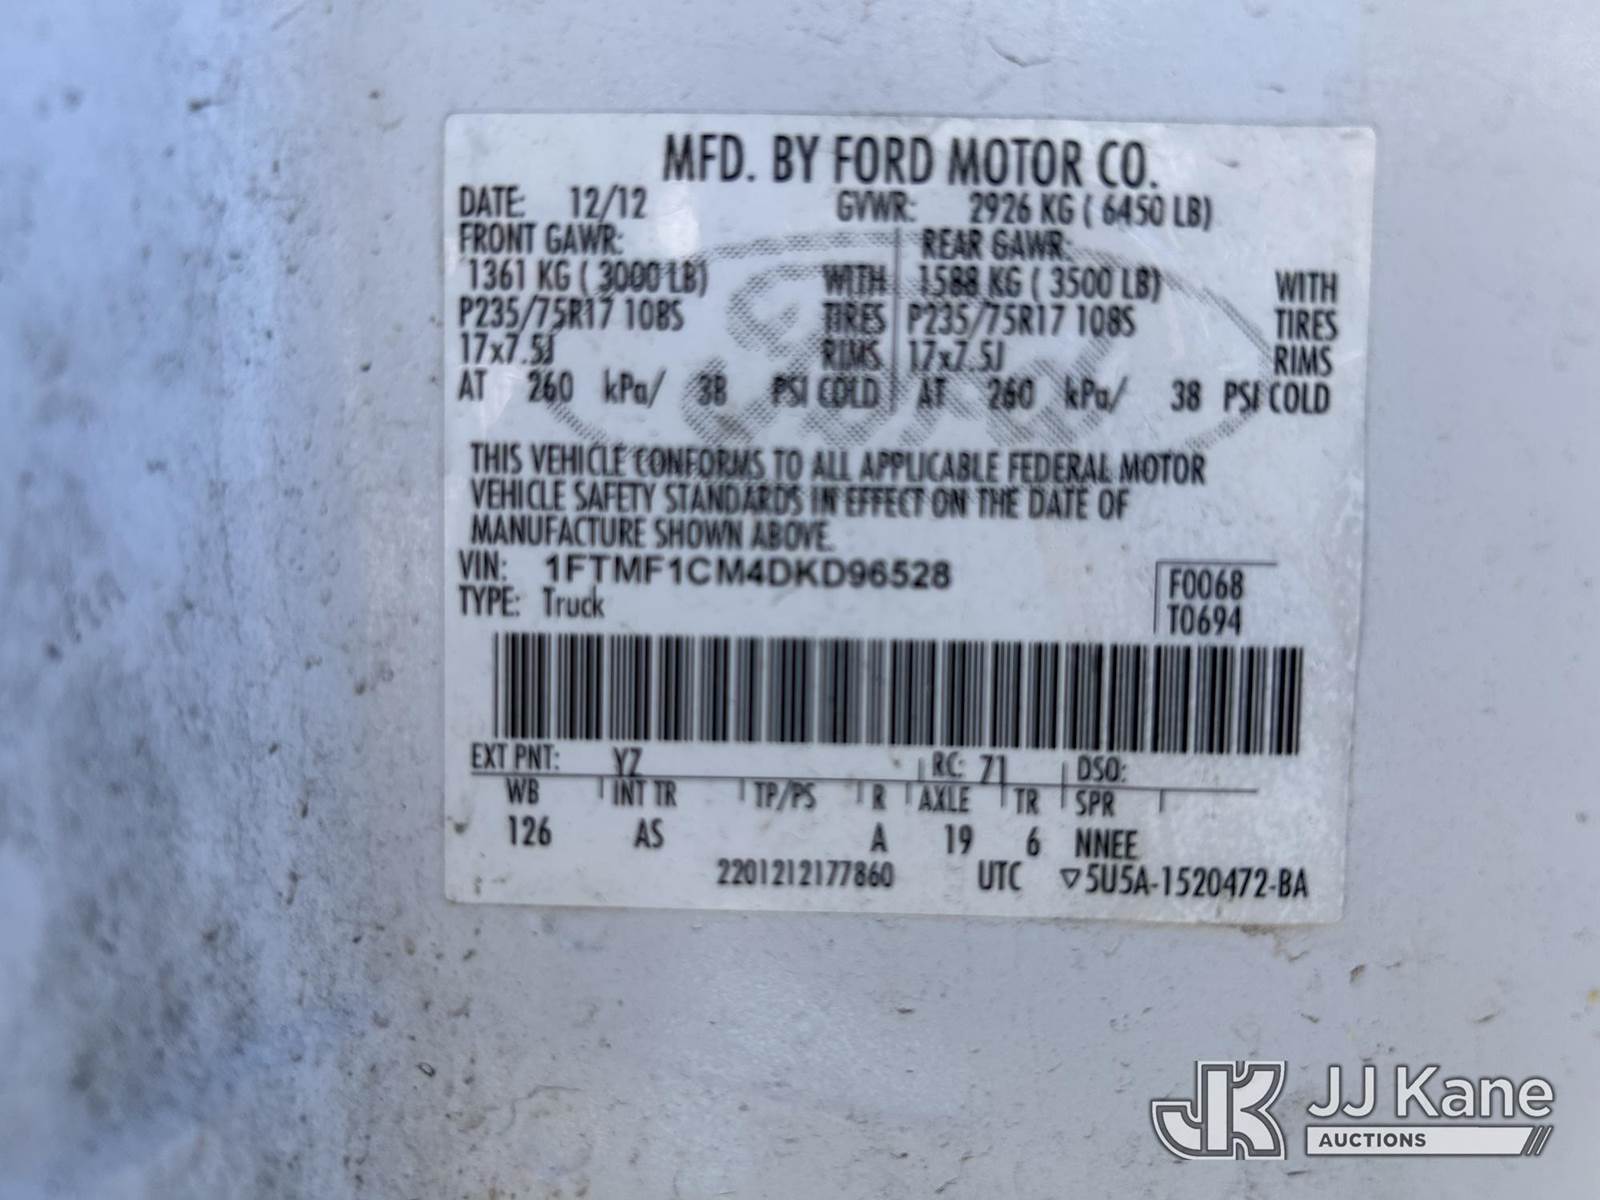 MFD. BY FORD MOTOR CO.
DATE: 12/12 GVWR: 2926 KG ( 6450 LB)
FRONT GAWR: REAR GAWR:
1361 KG ( 3000 LB) WITH 1588 KG ( 3500 LB) WITH
P235/75R17 108S TIRES P235/75R17 108S TIRES
17x7.5J RIMS 17x7.5J RIMS
AT 260 kPa/ 38 PSI COLD AT 260 kPa/ 38 PSI COLD
THIS VEHICLE CONFORMS TO ALL APPLICABLE FEDERAL MOTOR
VEHICLE SAFETY STANDARDS IN EFFECT ON THE DATE OF
MANUFACTURE SHOWN ABOVE.
VIN: 1FTMF1CM4DKD96528 F0068
TYPE: Truck T0694
EXT PNT: YZ RC: 71 DSO:
WB INT TR TP/PS R AXLE TR SPR
126 AS A 19 6 NNEE
2201212177860 UTC ▽5U5A-1520472-BA
JK JJ Kane
AUCTIONS